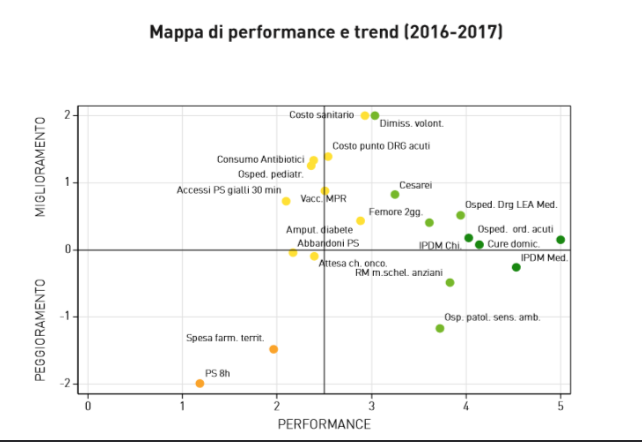 Mappa di performance e trend (2016-2017)
MIGLIORAMENTO
PEGGIORAMENTO
2
1
0
-1
-2
Costo sanitario
Dimiss. volont.
Costo punto DRG acuti
Consumo Antibiotici
Osped. pediatr.
Accessi PS gialli 30 min
Vacc. MPR
Cesarei
Femore 2gg.
Osped. Drg LEA Med.
Amput. diabete
Osped. ord. acuti
Abbandoni PS
IPDM Chi.
Cure domic.
Attesa ch. onco.
IPDM Med.
RM m.schel. anziani
Osp. patol. sens. amb.
Spesa farm. territ.
PS 8h
0
1
2
3
4
5
PERFORMANCE